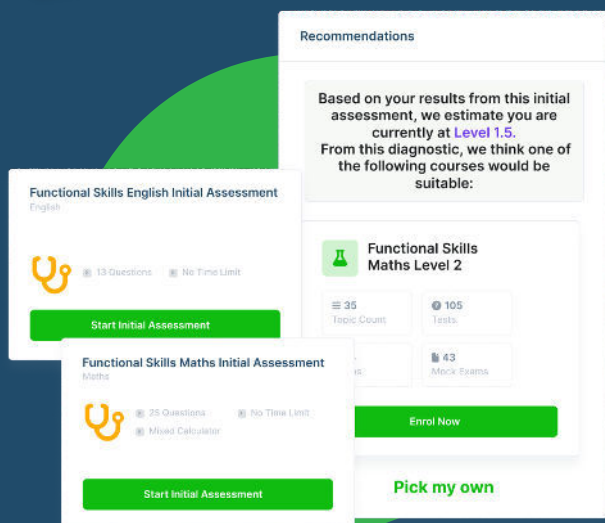 Recommendations
Based on your results from this initial
assessment, we estimate you are
currently at Level 1.5.
From this diagnostic, we think one of
the following courses would be
suitable:
Functional Skills
Maths Level 2
35
Topic Count
105
Tests
43
Mock Exams
Enrol Now
Pick my own
Functional Skills English Initial Assessment
English
13 Questions
No Time Limit
Start Initial Assessment
Functional Skills Maths Initial Assessment
Maths
25 Questions
No Time Limit
Mixed Calculator
Start Initial Assessment